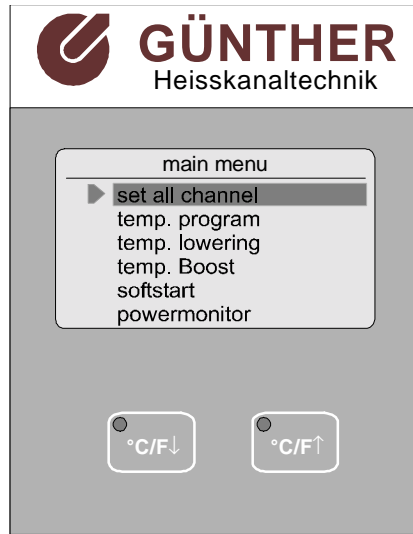 GÜNTHER
Heisskanaltechnik
main menu
set all channel
temp. program
temp. lowering
temp. Boost
softstart
powermonitor
°C/F↓ °C/F↑